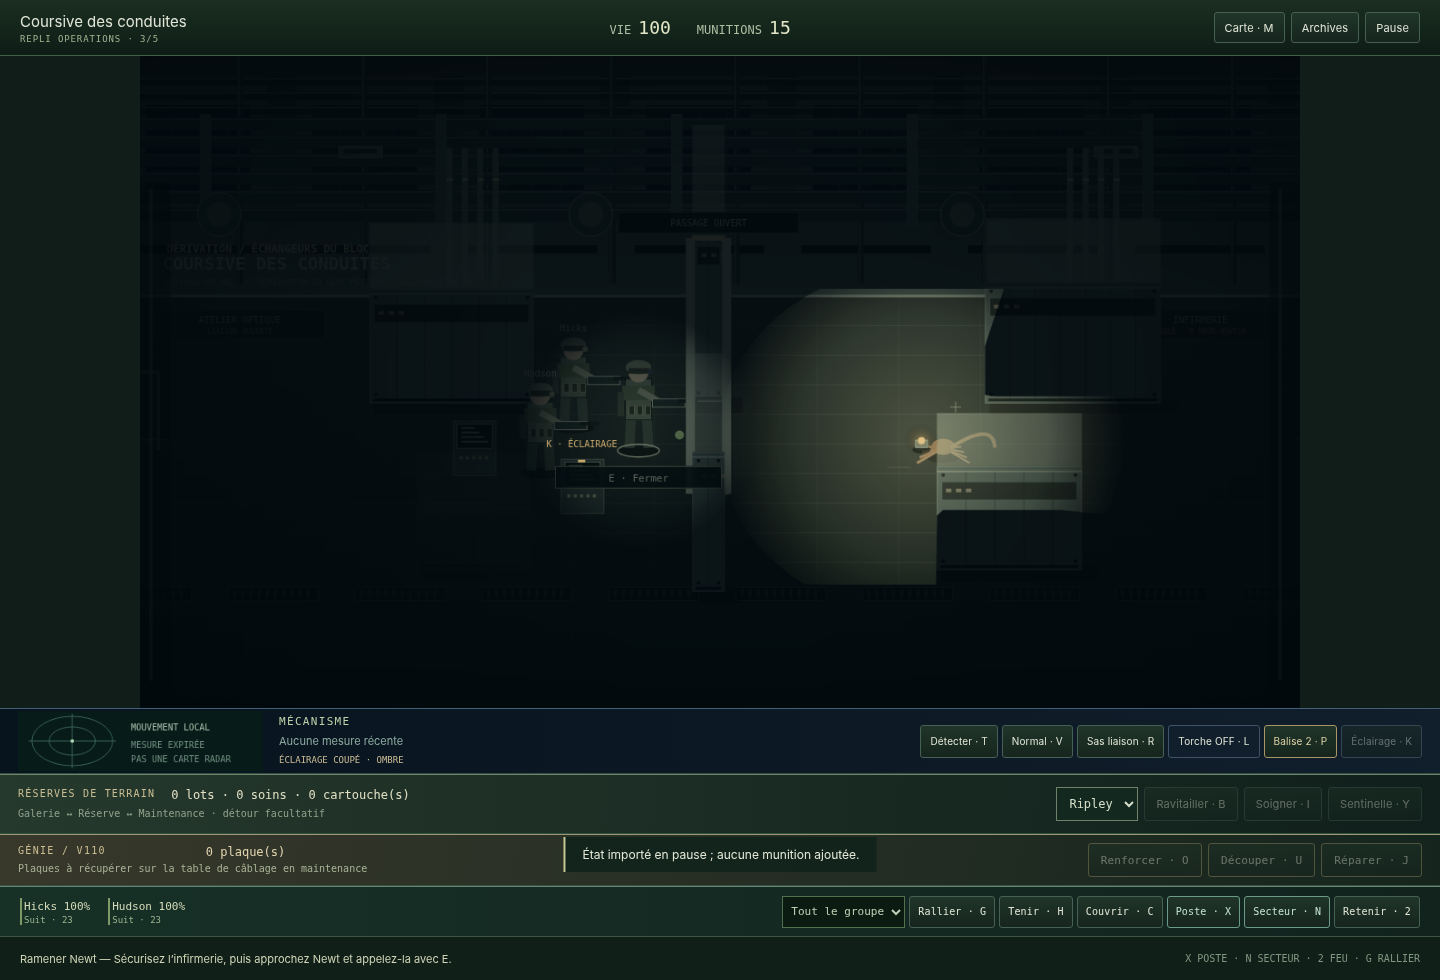 Coursive des conduites
REPLI OPERATIONS · 3/5
VIE 100 MUNITIONS 15
Carte · M
Archives
Pause
PASSAGE OUVERT
DÉRIVATION / ÉCHANGEURS DU BLOC
COURSIVE DES CONDUITES
INFIRMERIE
Hicks
Hudson
K · ÉCLAIRAGE
E · Fermer
MOUVEMENT LOCAL
MESURE EXPIRÉE
PAS UNE CARTE RADAR
MÉCANISME
Aucune mesure récente
ÉCLAIRAGE COUPÉ · OMBRE
Détecter · T
Normal · V
Sas liaison · R
Torche OFF · L
Balise 2 · P
Éclairage · K
RÉSERVES DE TERRAIN 0 lots · 0 soins · 0 cartouche(s)
Galerie ↔ Réserve ↔ Maintenance · détour facultatif
Ripley
Ravitailler · B
Soigner · I
Sentinelle · Y
GÉNIE / V110 0 plaque(s)
Plaques à récupérer sur la table de câblage en maintenance
État importé en pause ; aucune munition ajoutée.
Renforcer · O
Découper · U
Réparer · J
Hicks 100%
Suit · 23
Hudson 100%
Suit · 23
Tout le groupe
Rallier · G
Tenir · H
Couvrir · C
Poste · X
Secteur · N
Retenir · 2
Ramener Newt — Sécurisez l'infirmerie, puis approchez Newt et appelez-la avec E.
X POSTE · N SECTEUR · 2 FEU · G RALLIER